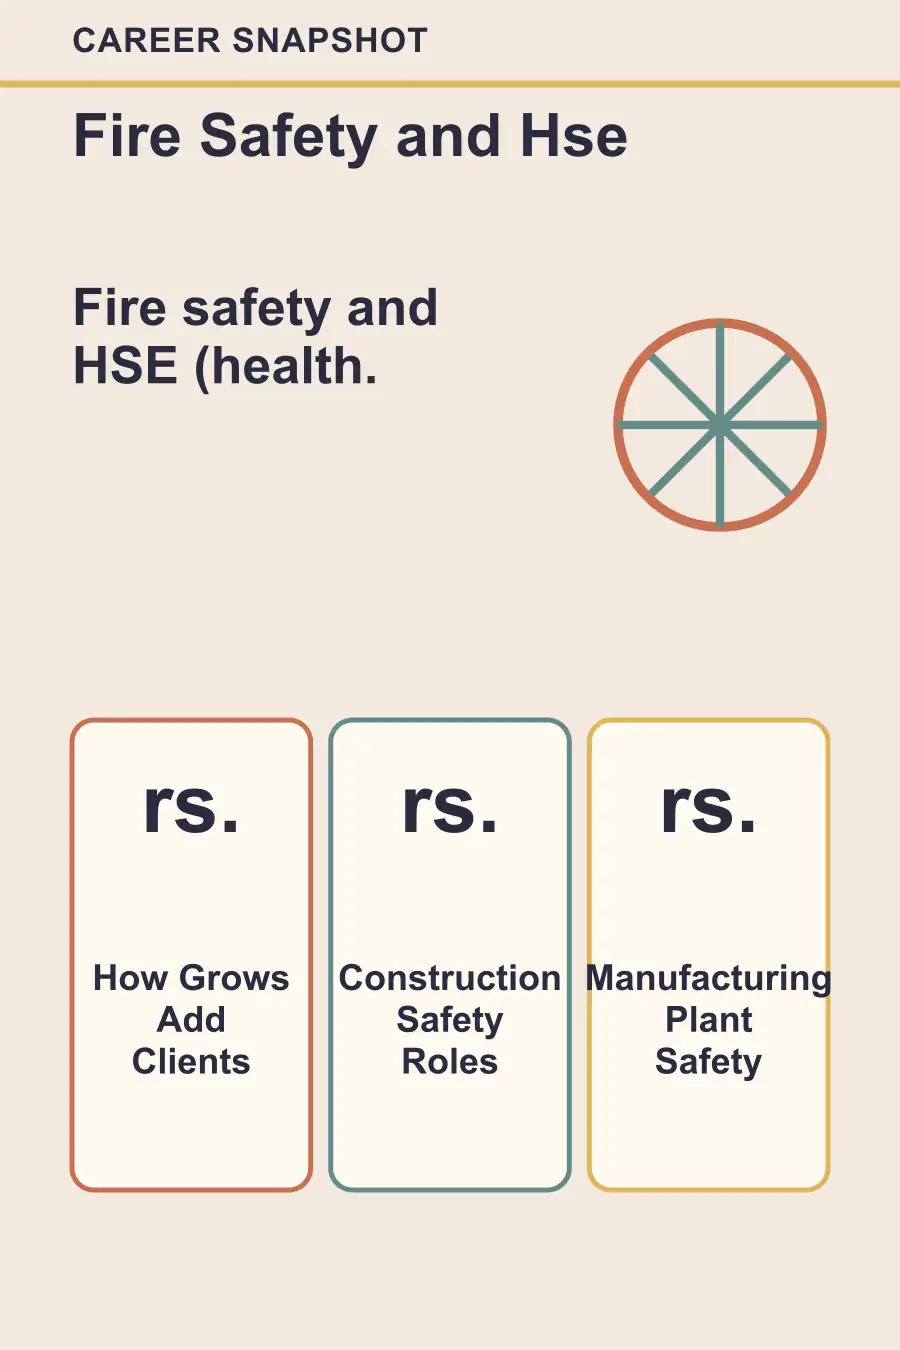 CAREER SNAPSHOT
Fire Safety and Hse
Fire safety and
HSE (health.
rs.
How Grows
Add
Clients
rs.
Construction
Safety
Roles
rs.
Manufacturing
Plant
Safety